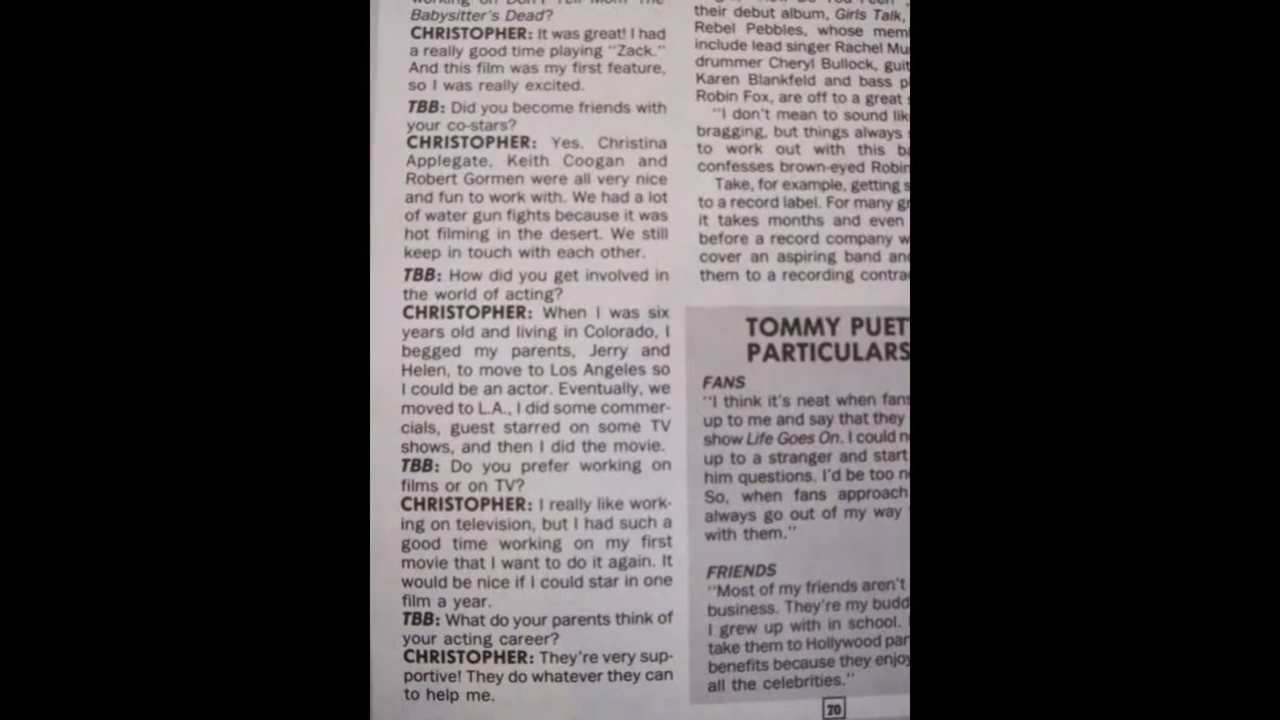 Babysitter's Dead?
CHRISTOPHER: It was great! I had
a really good time playing "Zack."
And this film was my first feature,
so I was really excited.
TBB: Did you become friends with
your co-stars?
CHRISTOPHER: Yes. Christina
Applegate, Keith Coogan and
Robert Gormen were all very nice
and fun to work with. We had a lot
of water gun fights because it was
hot filming in the desert. We still
keep in touch with each other.
TBB: How did you get involved in
the world of acting?
CHRISTOPHER: When I was six
years old and living in Colorado, I
begged my parents, Jerry and
Helen, to move to Los Angeles so
I could be an actor. Eventually, we
moved to L.A., I did some commer-
cials, guest starred on some TV
shows, and then I did the movie.
TBB: Do you prefer working on
films or on TV?
CHRISTOPHER: I really like work-
ing on television, but I had such a
good time working on my first
movie that I want to do it again. It
would be nice if I could star in one
film a year.
TBB: What do your parents think of
your acting career?
CHRISTOPHER: They're very sup-
portive! They do whatever they can
to help me.
their debut album, Girls Talk,
Rebel Pebbles, whose mem
include lead singer Rachel Mu
drummer Cheryl Bullock, guit
Karen Blankfeld and bass p
Robin Fox, are off to a great
"I don't mean to sound lik
bragging, but things always
to work out with this ba
confesses brown-eyed Robin
Take, for example, getting s
to a record label. For many gr
it takes months and even
before a record company w
cover an aspiring band and
them to a recording contra
TOMMY PUET
PARTICULARS
FANS
"I think it's neat when fans
up to me and say that they
show Life Goes On. I could n
up to a stranger and start
him questions. I'd be too n
So, when fans approach
always go out of my way
with them."
FRIENDS
"Most of my friends aren't
business. They're my budd
I grew up with in school.
take them to Hollywood par
benefits because they enjoy
all the celebrities."
70